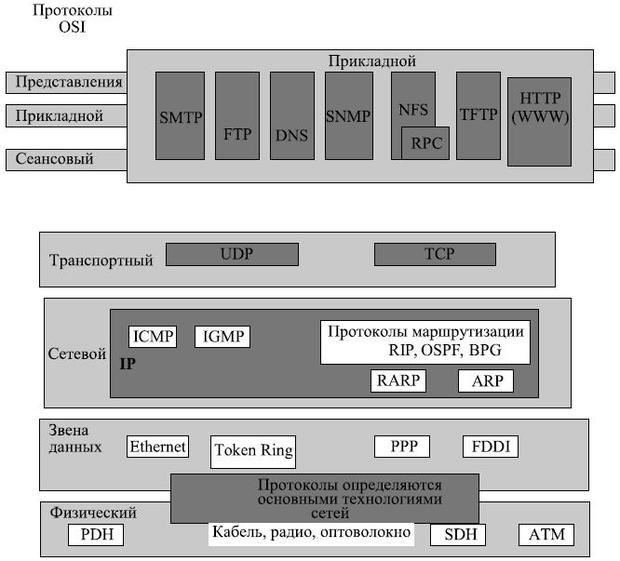 Протоколы
OSI
Прикладной
Представления
Прикладной
Сеансовый
SMTP
FTP
DNS
SNMP
NFS
RPC
TFTP
HTTP
(WWW)
Транспортный
UDP
TCP
Сетевой
ICMP
IGMP
IP
Протоколы маршрутизации
RIP, OSPF, BPG
RARP
ARP
Звена
данных
Ethernet
Token Ring
PPP
FDDI
Протоколы определяются
основными технологиями
сетей
Физический
PDH
Кабель, радио, оптоволокно
SDH
ATM